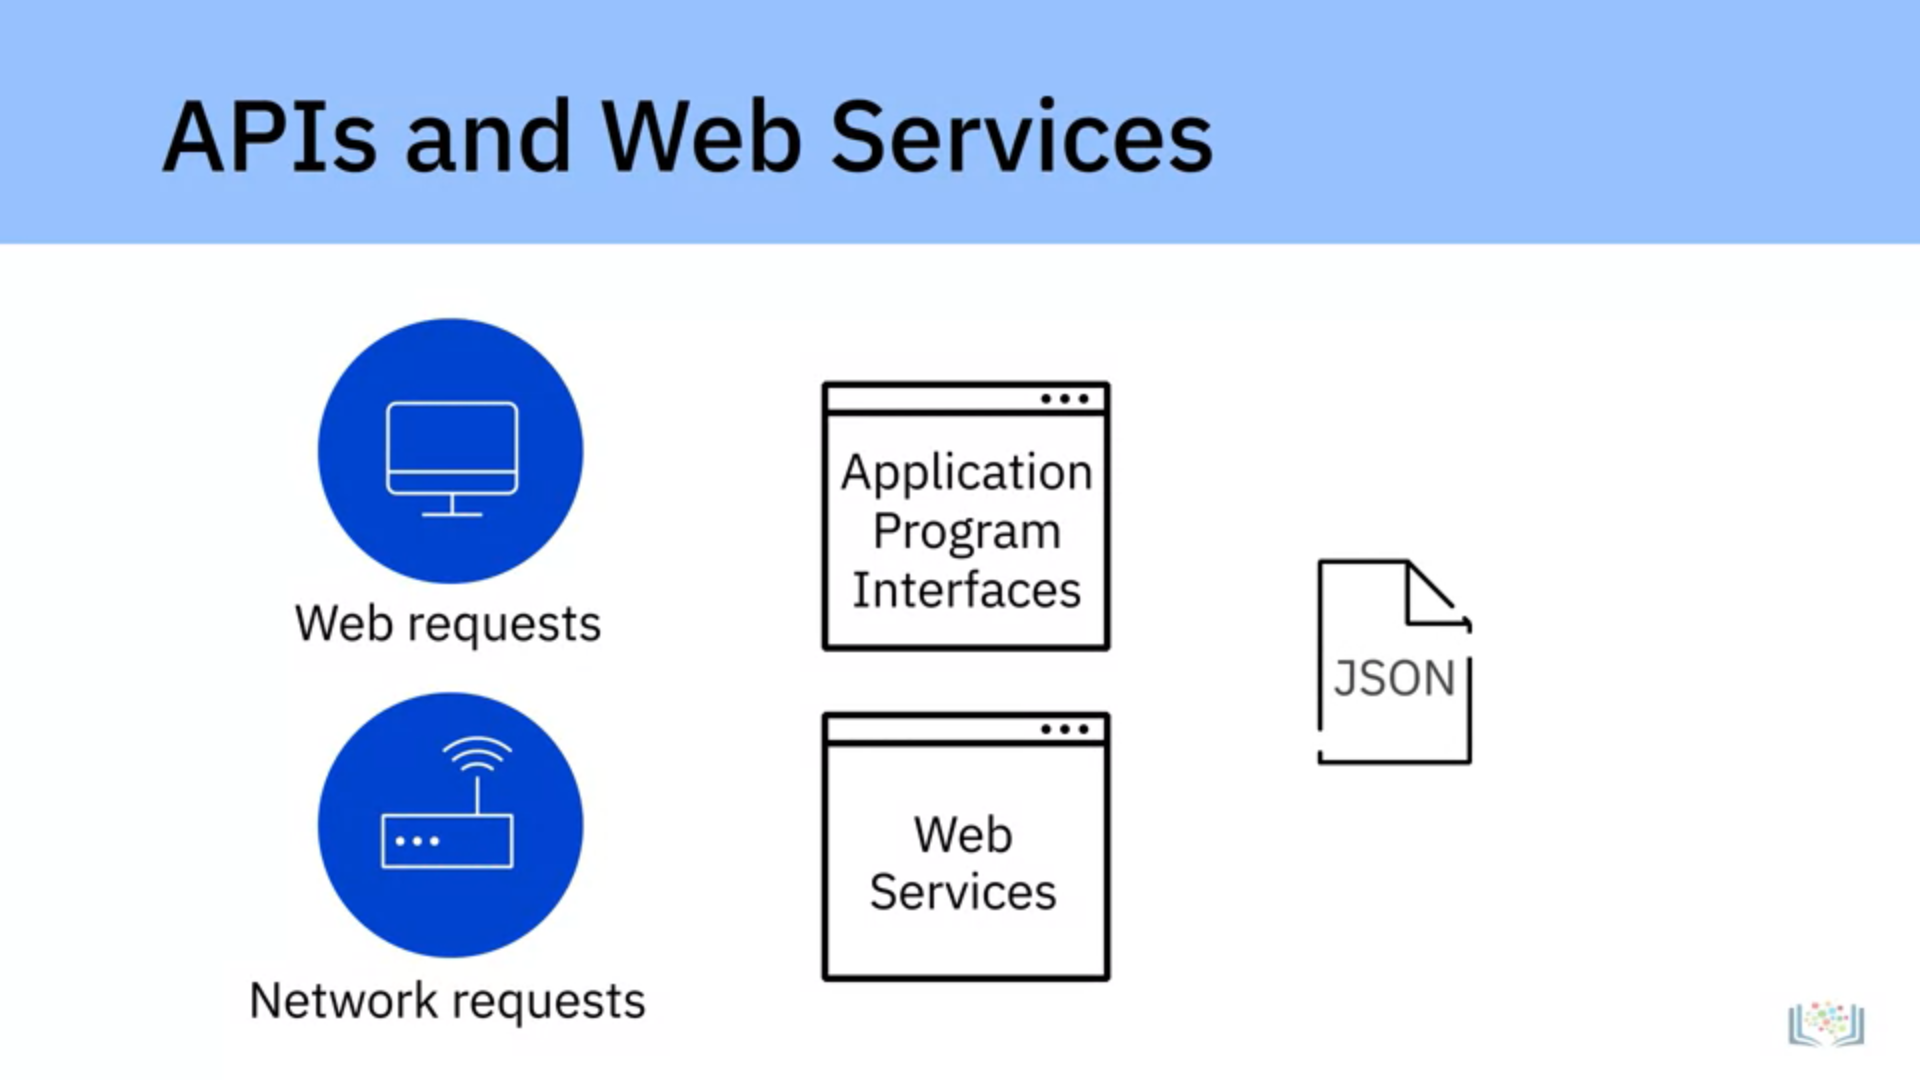 APIs and Web Services
Web requests
Network requests
Application
Program
Interfaces
Web
Services
JSON